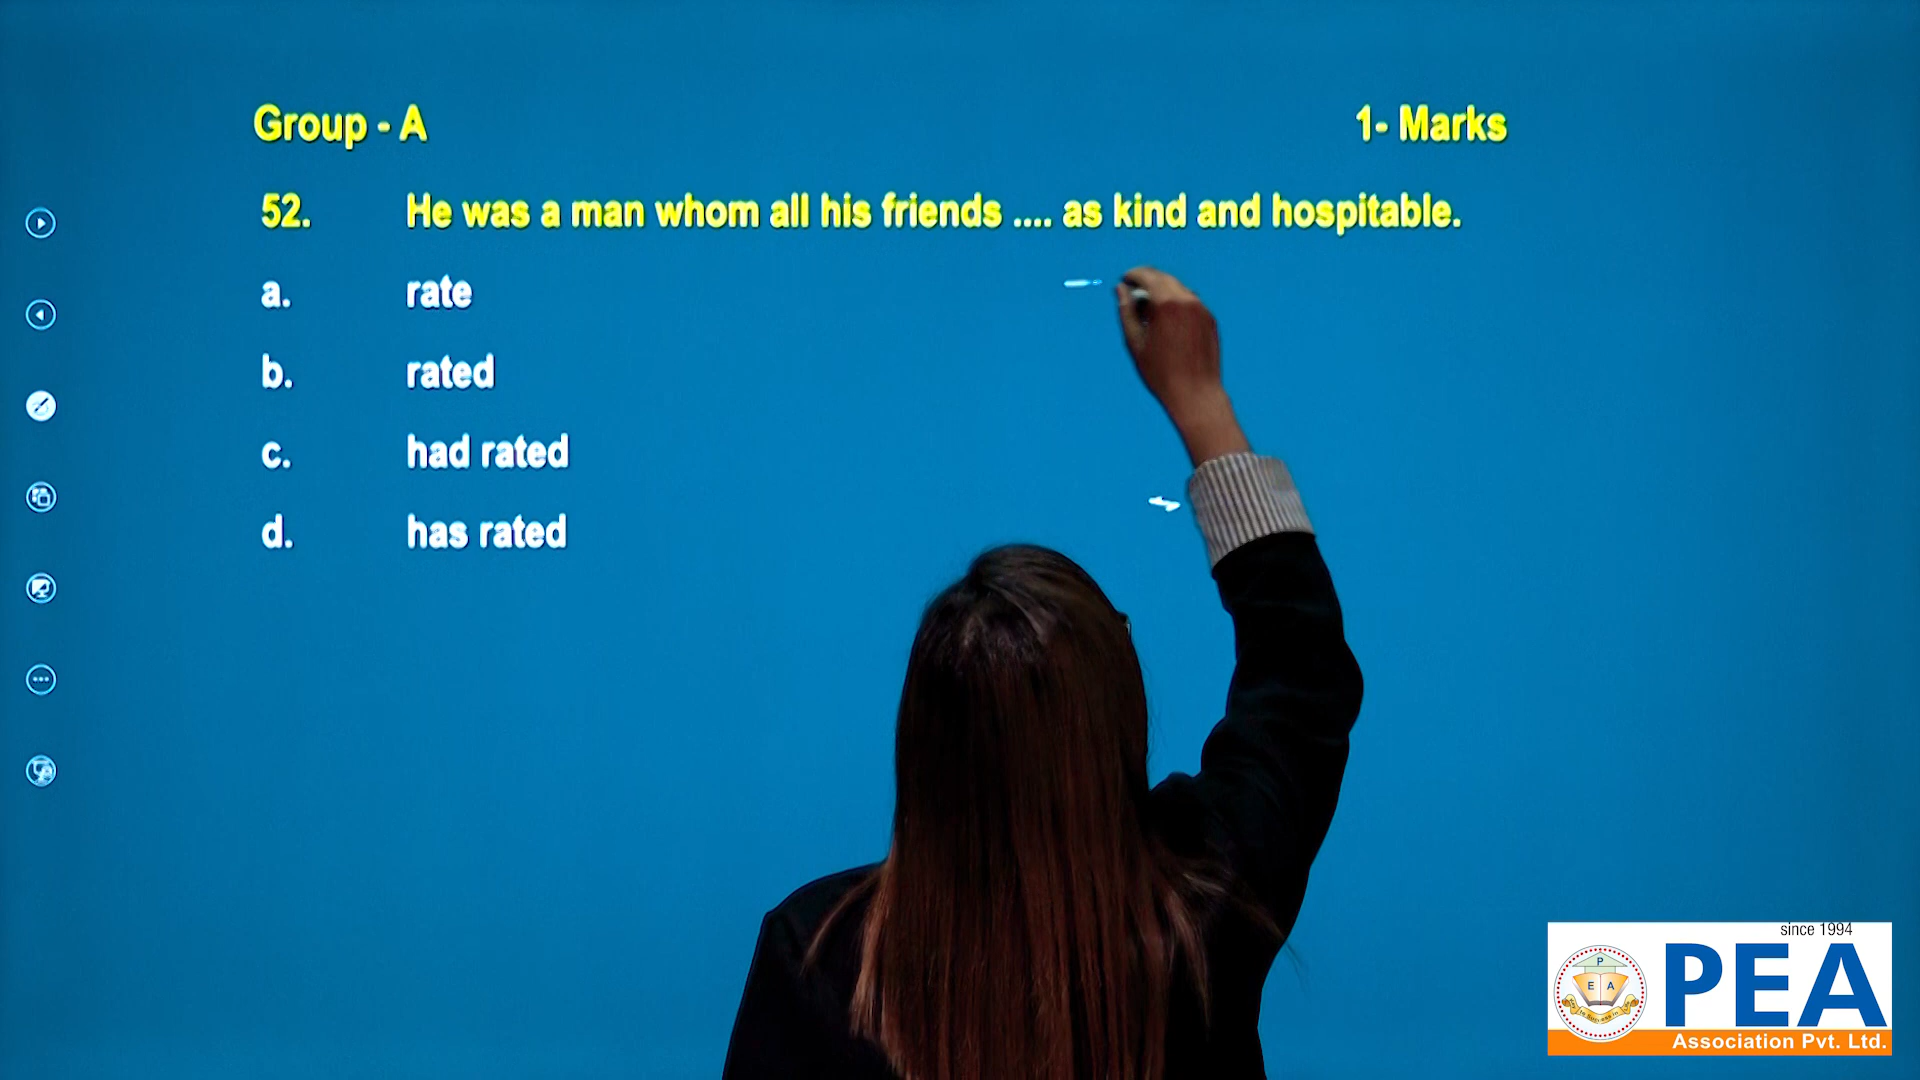 Group - A 1- Marks
52. He was a man whom all his friends .... as kind and hospitable.
a. rate
b. rated
c. had rated
d. has rated
since 1994
P
E A
PEA
Association Pvt. Ltd.